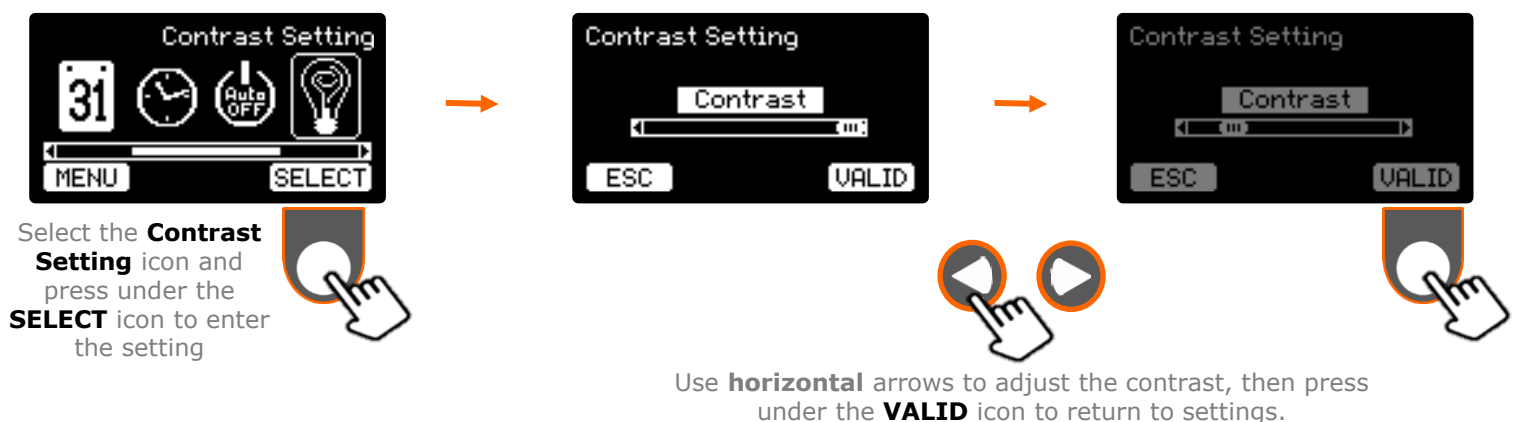 Contrast Setting
31
Auto
OFF
MENU
SELECT
Select the Contrast
Setting icon and
press under the
SELECT icon to enter
the setting
Contrast Setting
Contrast
ESC
VALID
Contrast Setting
Contrast
ESC
VALID
Use horizontal arrows to adjust the contrast, then press
under the VALID icon to return to settings.